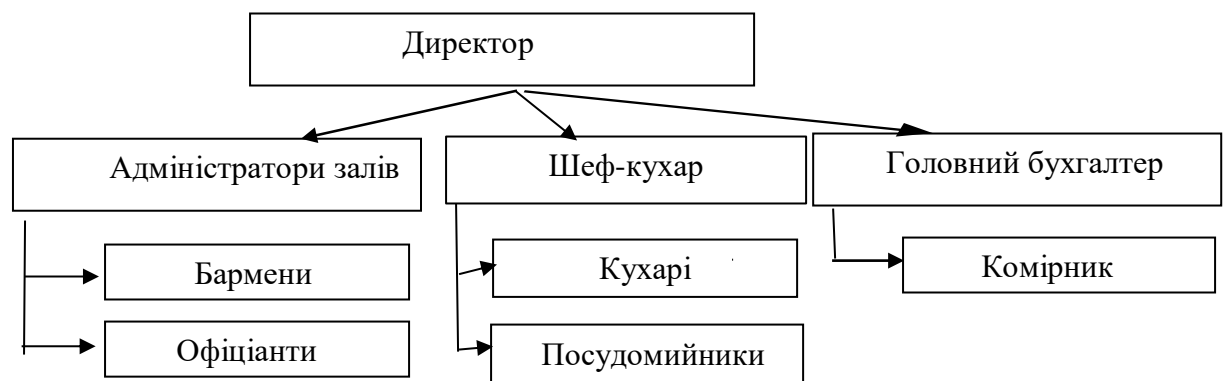 Директор
Адміністратори залів
Шеф-кухар
Головний бухгалтер
Бармени
Кухарі
Комірник
Офіціанти
Посудомийники